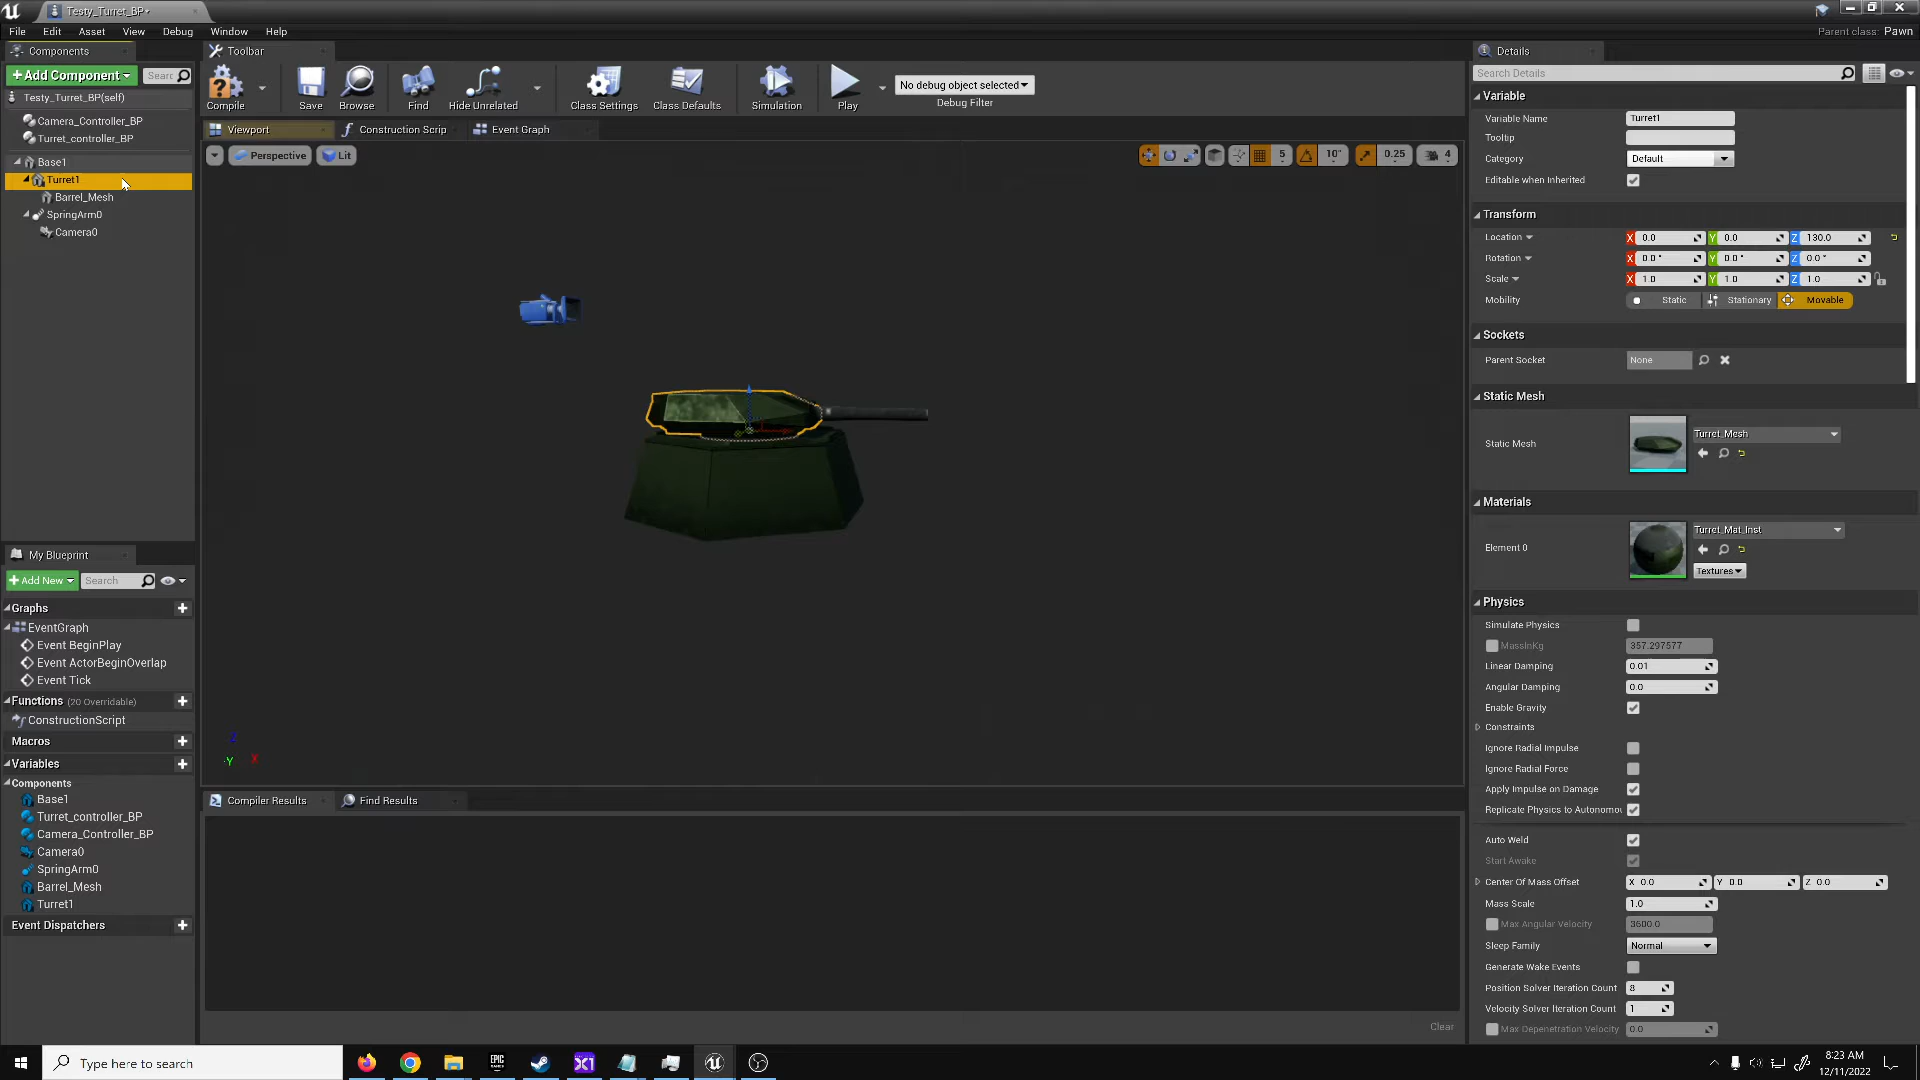 Testy_Turret_BP*
File Edit Asset View Debug Window Help
Parent class: Pawn
Components
+Add Component
Searc
Testy_Turret_BP(self)
Camera_Controller_BP
Turret_controller_BP
Base1
Turret1
Barrel_Mesh
SpringArm0
Camera0
My Blueprint
+Add New
Search
Graphs
EventGraph
Event BeginPlay
Event ActorBeginOverlap
Event Tick
Functions (20 Overridable)
ConstructionScript
Macros
Variables
Components
Base1
Turret_controller_BP
Camera_Controller_BP
Camera0
SpringArm0
Barrel_Mesh
Turret1
Event Dispatchers
Toolbar
Compile
Save
Browse
Find
Hide Unrelated
Class Settings
Class Defaults
Simulation
Play
No debug object selected
Debug Filter
Viewport
Construction Scrip
Event Graph
Perspective
Lit
5
10°
0.25
4
Z
Y
X
Compiler Results
Find Results
Clear
Details
Search Details
Variable
Variable Name Turret1
Tooltip
Category Default
Editable when Inherited
Transform
Location X 0.0 Y 0.0 Z 130.0
Rotation X 0.0 ° Y 0.0 ° Z 0.0 °
Scale X 1.0 Y 1.0 Z 1.0
Mobility Static Stationary Movable
Sockets
Parent Socket None
Static Mesh
Static Mesh Turret_Mesh
Materials
Element 0 Turret_Mat_Inst
Textures
Physics
Simulate Physics
MassInKg 357.297577
Linear Damping 0.01
Angular Damping 0.0
Enable Gravity
Constraints
Ignore Radial Impulse
Ignore Radial Force
Apply Impulse on Damage
Replicate Physics to Autonomou
Auto Weld
Start Awake
Center Of Mass Offset X 0.0 Y 0.0 Z 0.0
Mass Scale 1.0
Max Angular Velocity 3600.0
Sleep Family Normal
Generate Wake Events
Position Solver Iteration Count 8
Velocity Solver Iteration Count 1
Max Depenetration Velocity 0.0
Type here to search
EPIC GAMES
X1
8:23 AM
12/11/2022